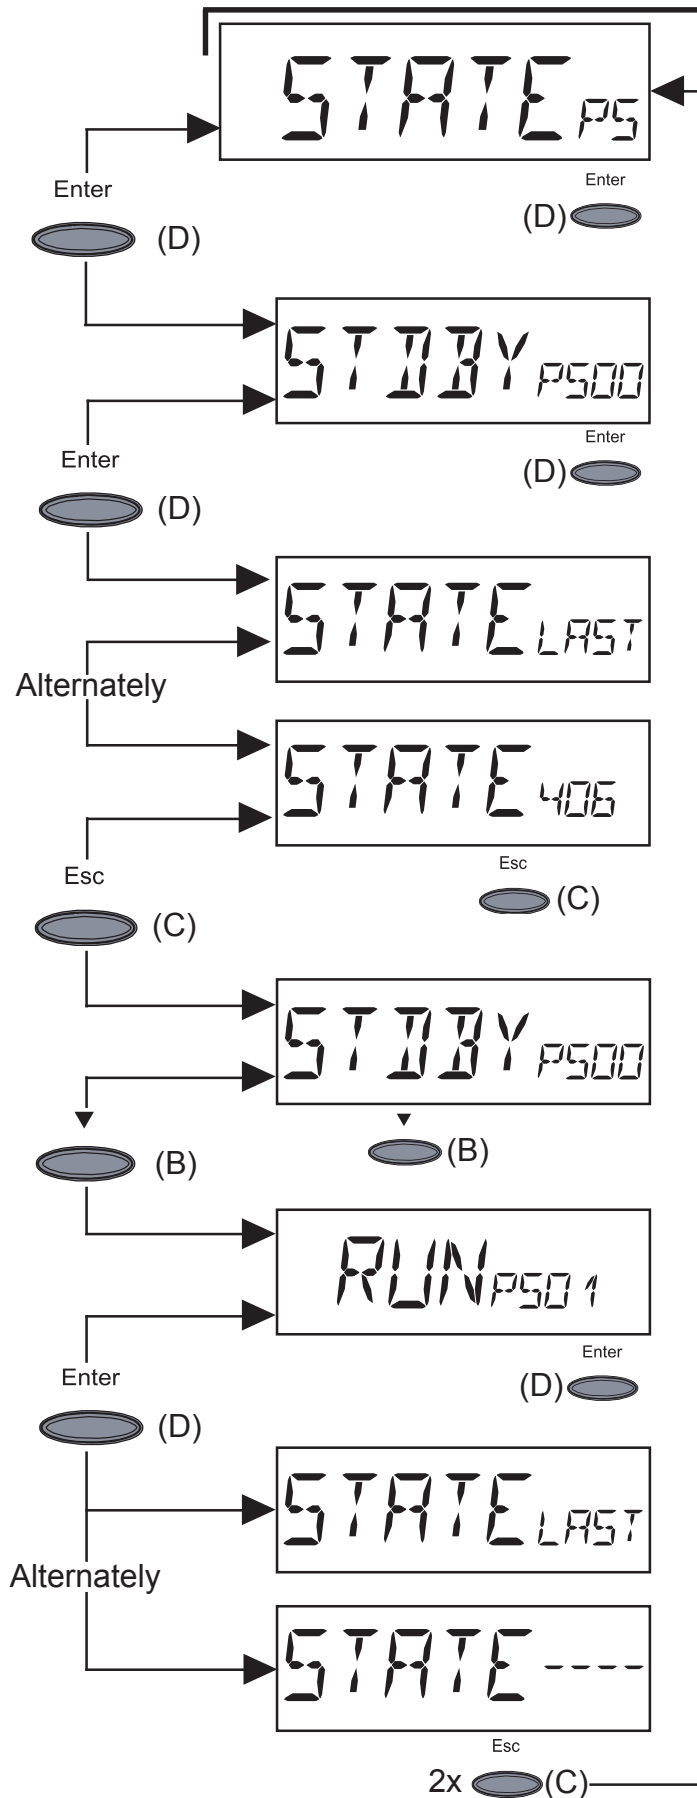 STATE PS
Enter
Enter
(D)
(D)
STDBY PS00
Enter
Enter
(D)
(D)
STATE LAST
Alternately
STATE 406
Esc
Esc
(C)
(C)
STDBY PS00
(B)
(B)
RUN PS01
Enter
Enter
(D)
(D)
STATE LAST
Alternately
STATE ----
Esc
2x (C)